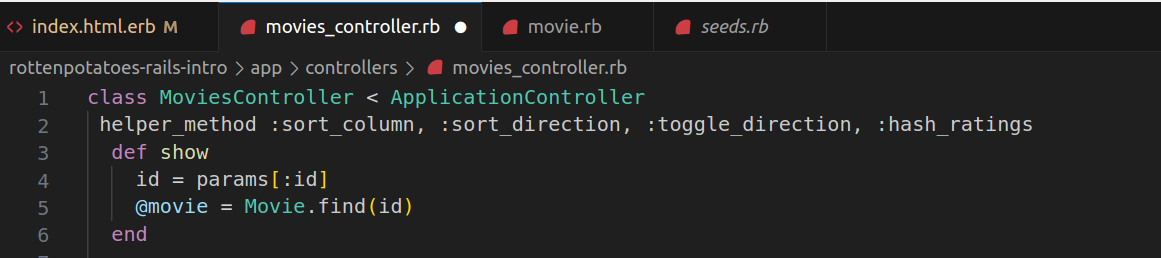 <> index.html.erb M movies_controller.rb movie.rb seeds.rb
rottenpotatoes-rails-intro > app > controllers > movies_controller.rb
1 class MoviesController < ApplicationController
2 helper_method :sort_column, :sort_direction, :toggle_direction, :hash_ratings
3 def show
4 id = params[:id]
5 @movie = Movie.find(id)
6 end